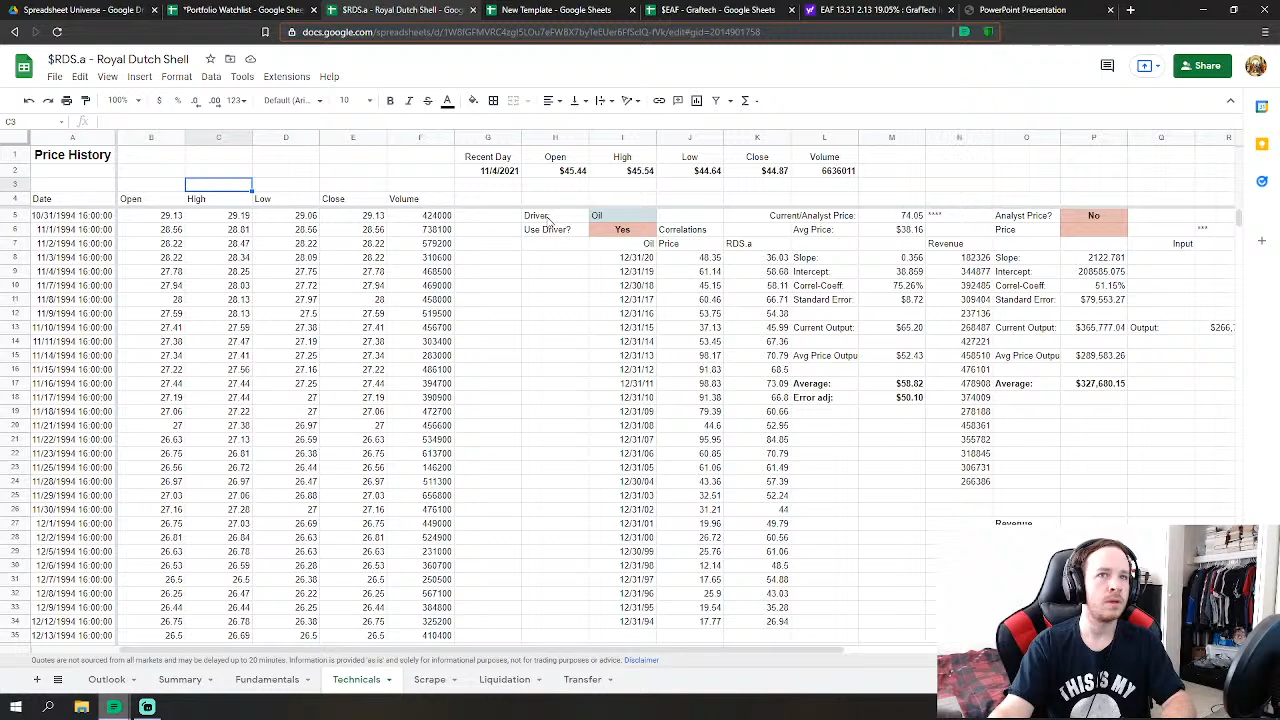 Spreadsheet Universe - Google D
*Portfolio Watchlist - Google Shee
$RDS.a - Royal Dutch Shell - Goo
New Template - Google Sheets
$EAF - Graftech - Google Sheets
EAF 13.31 2.13 19.05% : GrafTech I
PowerPoint Presentation
$RDS.a - Royal Dutch Shell
File Edit View Insert Format Data Tools Extensions Help
Share
100% $ % .0 .00 123 Default (Ari... 10 B I S A
C3 fx
A B C D E F G H I J K L M N O P Q R
1 Price History Recent Day Open High Low Close Volume
2 11/4/2021 $45.44 $45.54 $44.64 $44.87 6636011
3
4 Date Open High Low Close Volume
5 10/31/1994 16:00:00 29.13 29.19 29.06 29.13 424000 Driver Oil Current/Analyst Price: 74.05 **** Analyst Price? No
6 11/1/1994 16:00:00 28.56 28.81 28.56 28.56 738100 Use Driver? Yes Correlations Avg Price: $38.16 Price ***
7 11/2/1994 16:00:00 28.22 28.47 28.22 28.22 579200 Oil Price RDS.a Revenue Input
8 11/3/1994 16:00:00 28.22 28.34 28.09 28.22 465100 12/31/20 48.35 36.03 Slope: 0.356 182326 Slope: 2122.781
9 11/4/1994 16:00:00 27.78 28.25 27.75 27.78 468500 12/31/19 61.14 58.68 Intercept: 38.859 344877 Intercept: 208585.075
10 11/7/1994 16:00:00 27.94 28.03 27.72 27.94 459000 12/30/18 45.15 58.11 Correl-Coeff: 75.26% 392485 Correl-Coeff: 51.15%
11 11/8/1994 16:00:00 28 28.13 27.97 28 469000 12/31/17 60.46 66.71 Standard Error: $8.72 309404 Standard Error: $79,553.27
12 11/9/1994 16:00:00 27.59 28.13 27.5 27.59 519500 12/31/16 53.75 54.38 237136
13 11/10/1994 16:00:00 27.41 27.59 27.38 27.41 456700 12/31/15 37.13 45.99 Current Output: $65.20 268487 Current Output: $365,777.04 Output: $266,
14 11/11/1994 16:00:00 27.38 27.47 27.19 27.38 303400 12/31/14 53.41 67.36 427221
15 11/14/1994 16:00:00 27.34 27.41 27.25 27.34 283000 12/31/13 98.17 70.79 Avg Price Outpu $52.43 458510 Avg Price Outpu $289,583.26
16 11/15/1994 16:00:00 27.22 27.56 27.16 27.22 486100 12/31/12 91.83 68.5 476101
17 11/16/1994 16:00:00 27.44 27.44 27.25 27.44 394700 12/31/11 98.83 73.09 Average: $58.82 478908 Average: $327,680.15
18 11/17/1994 16:00:00 27.19 27.44 27 27.19 390900 12/31/10 91.38 66.8 Error adj: $50.10 374009
19 11/18/1994 16:00:00 27.06 27.22 27 27.06 472700 12/31/09 79.39 60.66 278188
20 11/21/1994 16:00:00 27 27.38 26.97 27 456600 12/31/08 44.6 52.95 458361
21 11/22/1994 16:00:00 26.63 27.13 26.59 26.63 534900 12/31/07 95.95 84.85 355782
22 11/23/1994 16:00:00 26.63 26.75 26.38 26.63 613700 12/31/06 60.85 70.79 318845
23 11/25/1994 16:00:00 26.56 26.72 26.44 26.56 146200 12/31/05 61.06 61.49 306731
24 11/28/1994 16:00:00 26.97 26.97 26.47 26.97 511300 12/30/04 43.36 57.39 266386
25 11/29/1994 16:00:00 27.03 27.06 26.88 27.03 656800 12/31/03 32.51 52.24
26 11/30/1994 16:00:00 27.16 27.28 27 27.16 512100 12/31/02 31.21 44
27 12/1/1994 16:00:00 26.75 27.03 26.75 26.75 449000 12/31/01 19.96 49.79 Revenue
28 12/2/1994 16:00:00 26.81 26.84 26.53 26.81 524900 12/31/00 26.72 60.56
29 12/5/1994 16:00:00 26.63 26.78 26.63 26.63 231000 12/30/99 25.76 61.06
30 12/6/1994 16:00:00 26.56 26.63 28.28 26.53 360700 12/30/98 12.14 48.5
31 12/7/1994 16:00:00 26.5 26.5 26.38 26.5 250500 12/31/97 17.65 54.88
32 12/8/1994 16:00:00 26.25 26.47 26.22 26.25 367100 12/31/96 25.9 43.03
33 12/9/1994 16:00:00 26.44 26.44 26.25 26.44 384800 12/31/95 19.54 35.28
34 12/12/1994 16:00:00 26.75 26.78 26.38 26.75 325200 12/31/94 17.77 26.94
35 12/13/1994 16:00:00 26.5 26.69 26.5 26.5 410400
Quotes are not sourced from all markets and may be delayed up to 20 minutes. Information is provided 'as is' and solely for informational purposes, not for trading purposes or advice. Disclaimer
Outlook Summary Fundamentals Technicals Scrape Liquidation Transfer
THIS IS MY